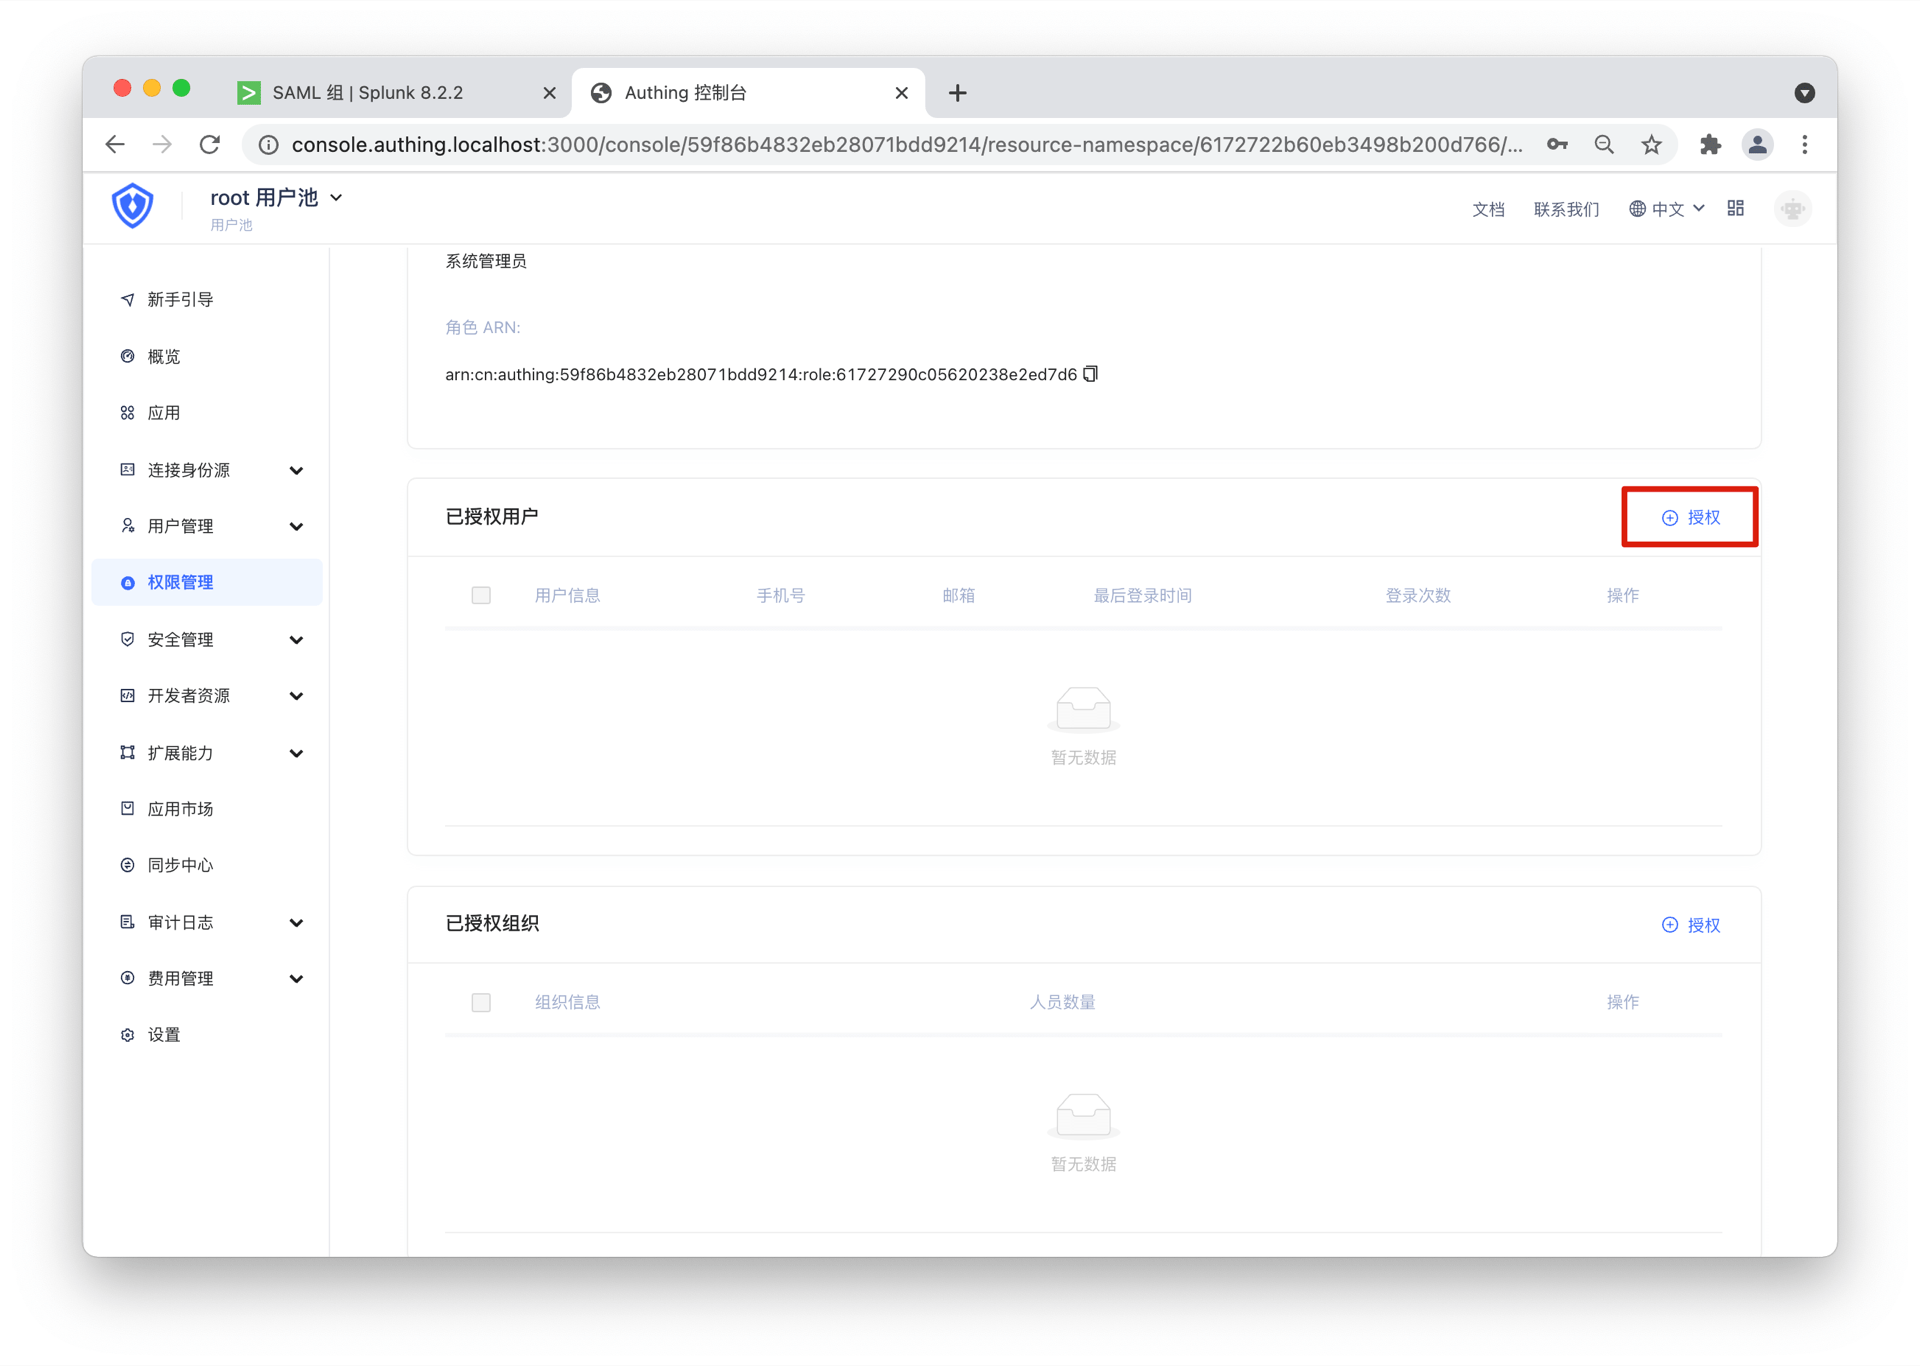 SAML 组 | Splunk 8.2.2
Authing 控制台
console.authing.localhost:3000/console/59f86b4832eb28071bdd9214/resource-namespace/6172722b60eb3498b200d766/...
root 用户池
用户池
文档
联系我们
中文
新手引导
概览
应用
连接身份源
用户管理
权限管理
安全管理
开发者资源
扩展能力
应用市场
同步中心
审计日志
费用管理
设置
系统管理员
角色 ARN:
arn:cn:authing:59f86b4832eb28071bdd9214:role:61727290c05620238e2ed7d6
已授权用户
授权
用户信息 手机号 邮箱 最后登录时间 登录次数 操作
暂无数据
已授权组织
授权
组织信息 人员数量 操作
暂无数据